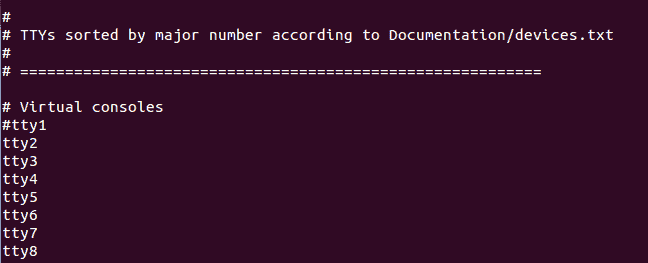 #
# TTYs sorted by major number according to Documentation/devices.txt
#
# ==========================================================
# Virtual consoles
#tty1
tty2
tty3
tty4
tty5
tty6
tty7
tty8